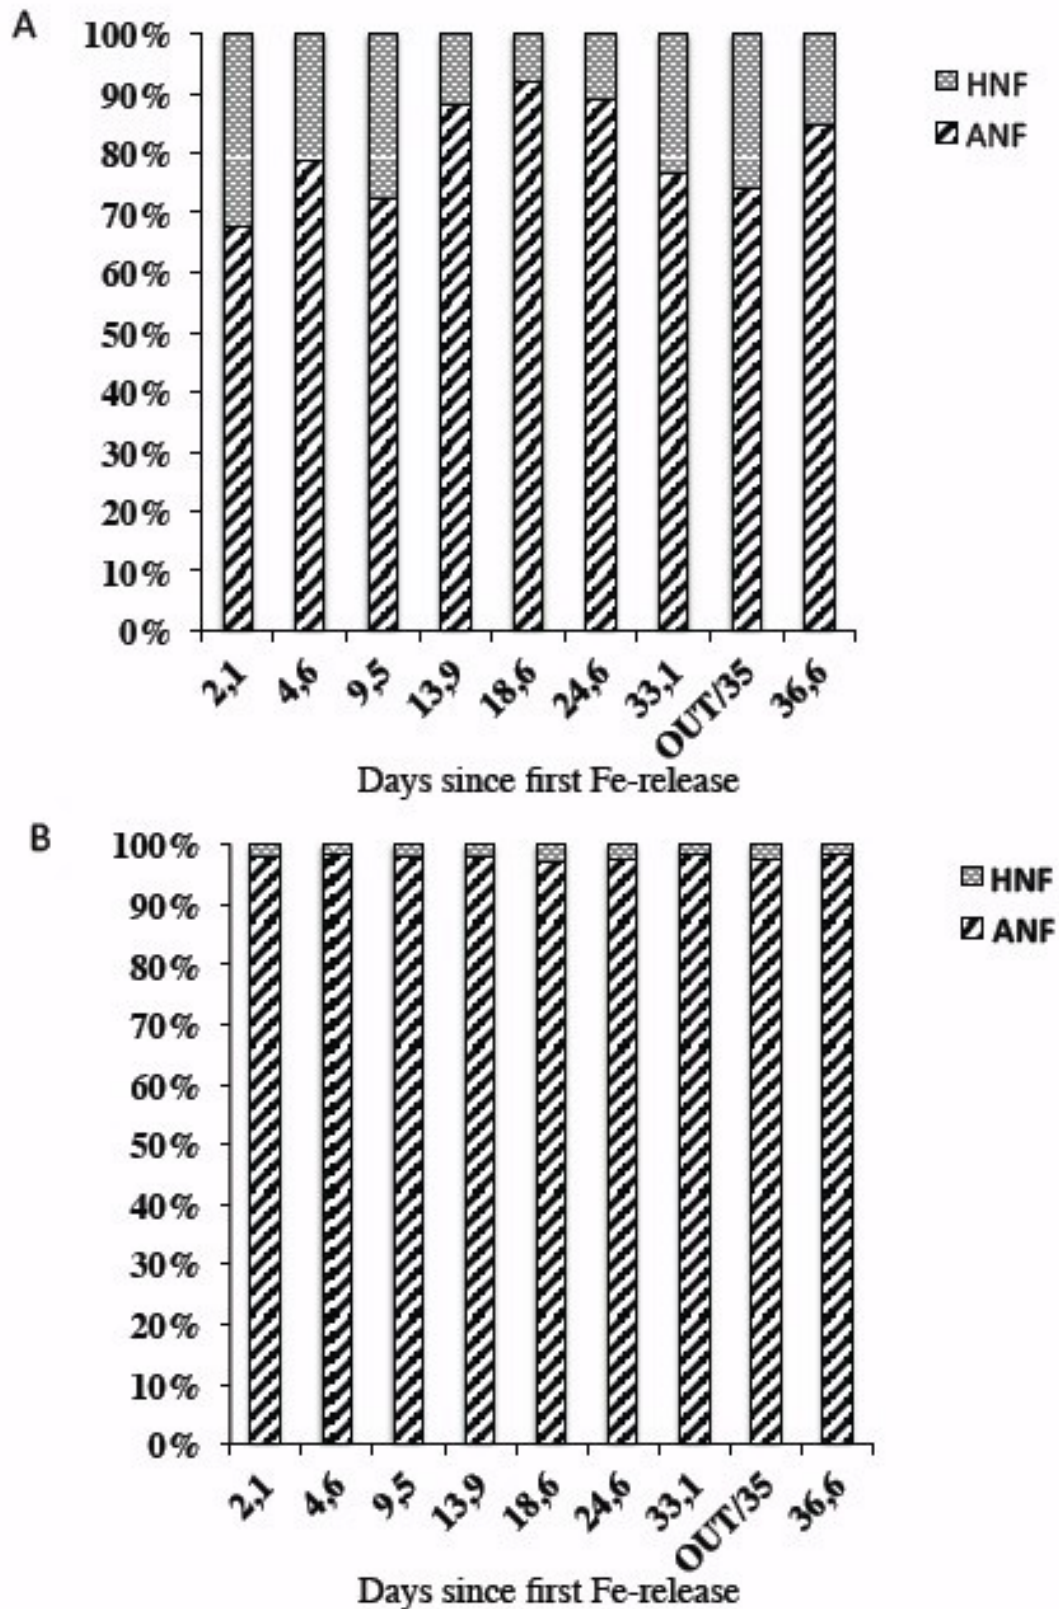 A
100%
90%
80%
70%
60%
50%
40%
30%
20%
10%
0%
HNF
ANF
2,1 4,6 9,5 13,9 18,6 24,6 33,1 OUT/35 36,6
Days since first Fe-release
B
100%
90%
80%
70%
60%
50%
40%
30%
20%
10%
0%
HNF
ANF
2,1 4,6 9,5 13,9 18,6 24,6 33,1 OUT/35 36,6
Days since first Fe-release